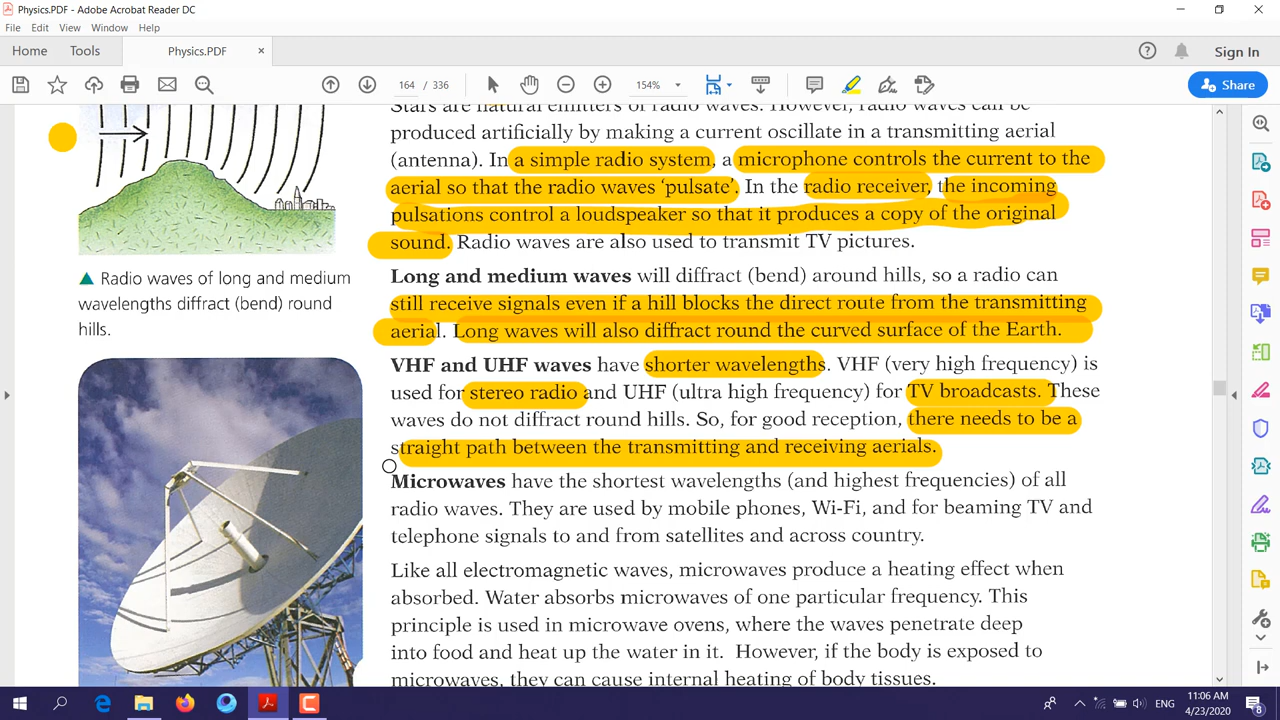 Physics.PDF - Adobe Acrobat Reader DC
File Edit View Window Help
Home Tools Physics.PDF × Sign In
164 / 336 154% Share
Stars are natural emitters of radio waves. However, radio waves can be
produced artificially by making a current oscillate in a transmitting aerial
(antenna). In a simple radio system, a microphone controls the current to the
aerial so that the radio waves ‘pulsate’. In the radio receiver, the incoming
pulsations control a loudspeaker so that it produces a copy of the original
sound. Radio waves are also used to transmit TV pictures.
▲ Radio waves of long and medium
wavelengths diffract (bend) round
hills.
Long and medium waves will diffract (bend) around hills, so a radio can
still receive signals even if a hill blocks the direct route from the transmitting
aerial. Long waves will also diffract round the curved surface of the Earth.
VHF and UHF waves have shorter wavelengths. VHF (very high frequency) is
used for stereo radio and UHF (ultra high frequency) for TV broadcasts. These
waves do not diffract round hills. So, for good reception, there needs to be a
straight path between the transmitting and receiving aerials.
Microwaves have the shortest wavelengths (and highest frequencies) of all
radio waves. They are used by mobile phones, Wi-Fi, and for beaming TV and
telephone signals to and from satellites and across country.
Like all electromagnetic waves, microwaves produce a heating effect when
absorbed. Water absorbs microwaves of one particular frequency. This
principle is used in microwave ovens, where the waves penetrate deep
into food and heat up the water in it. However, if the body is exposed to
microwaves, they can cause internal heating of body tissues.
ENG
11:06 AM
4/23/2020
8